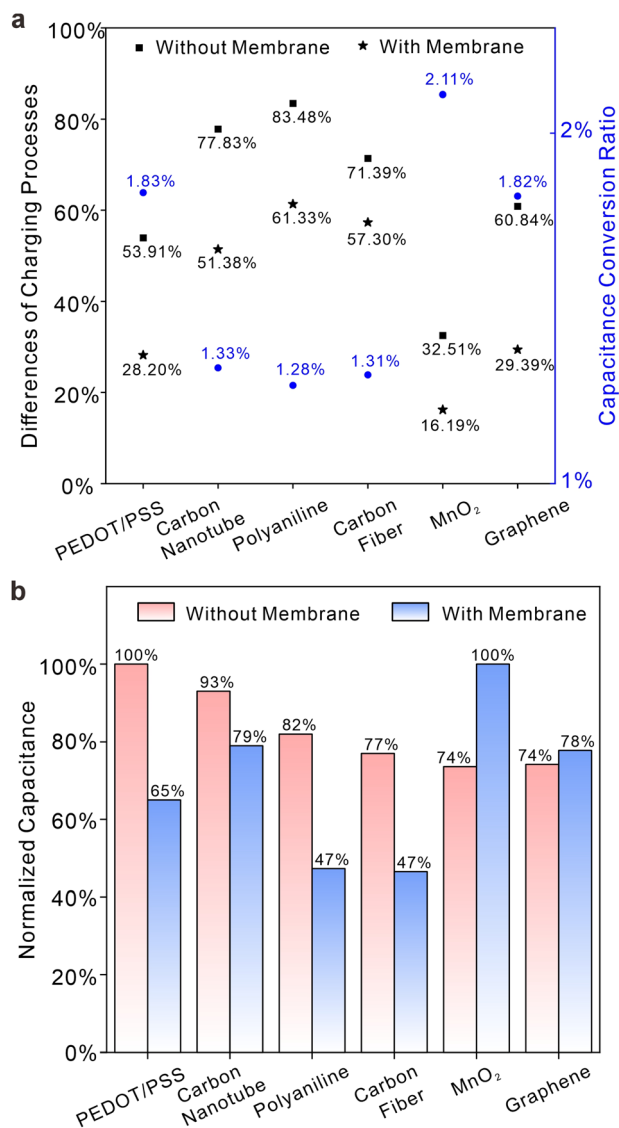 a
100%
80%
60%
40%
20%
0%
Differences of Charging Processes
Without Membrane
With Membrane
2%
1%
Capacitance Conversion Ratio
1.83%
53.91%
28.20%
77.83%
51.38%
1.33%
83.48%
61.33%
1.28%
71.39%
57.30%
1.31%
2.11%
32.51%
16.19%
1.82%
60.84%
29.39%
PEDOT/PSS
Carbon
Nanotube
Polyaniline
Carbon
Fiber
MnO₂
Graphene
b
Without Membrane
With Membrane
100%
80%
60%
40%
20%
0%
Normalized Capacitance
100%
65%
93%
79%
82%
47%
77%
47%
74%
100%
74%
78%
PEDOT/PSS
Carbon
Nanotube
Polyaniline
Carbon
Fiber
MnO₂
Graphene